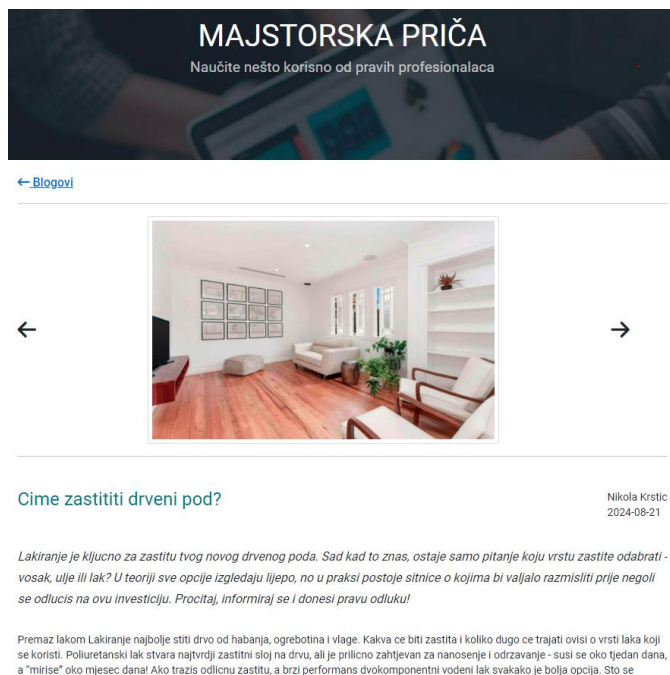 MAJSTORSKA PRIČA
Naučite nešto korisno od pravih profesionalaca
← Blogovi
Cime zastititi drveni pod?
Nikola Krstic
2024-08-21
Lakiranje je kljucno za zastitu tvog novog drvenog poda. Sad kad to znas, ostaje samo pitanje koju vrstu zastite odabrati -
vosak, ulje ili lak? U teoriji sve opcije izgledaju lijepo, no u praksi postoje sitnice o kojima bi valjalo razmisliti prije negoli
se odlucis na ovu investiciju. Procitaj, informiraj se i donesi pravu odluku!
Premaz lakom Lakiranje najbolje stiti drvo od habanja, ogrebotina i vlage. Kakva ce biti zastita i koliko dugo ce trajati ovisi o vrsti laka koji
se koristi. Poliuretanski lak stvara najtvrdji zastitni sloj na drvu, ali je prilicno zahtjevan za nanosenje i odrzavanje - susi se oko tjedan dana,
a "mirise" oko mjesec dana! Ako trazis odlicnu zastitu, a brzi performans dvokomponentni vodeni lak svakako je bolja opcija. Sto se